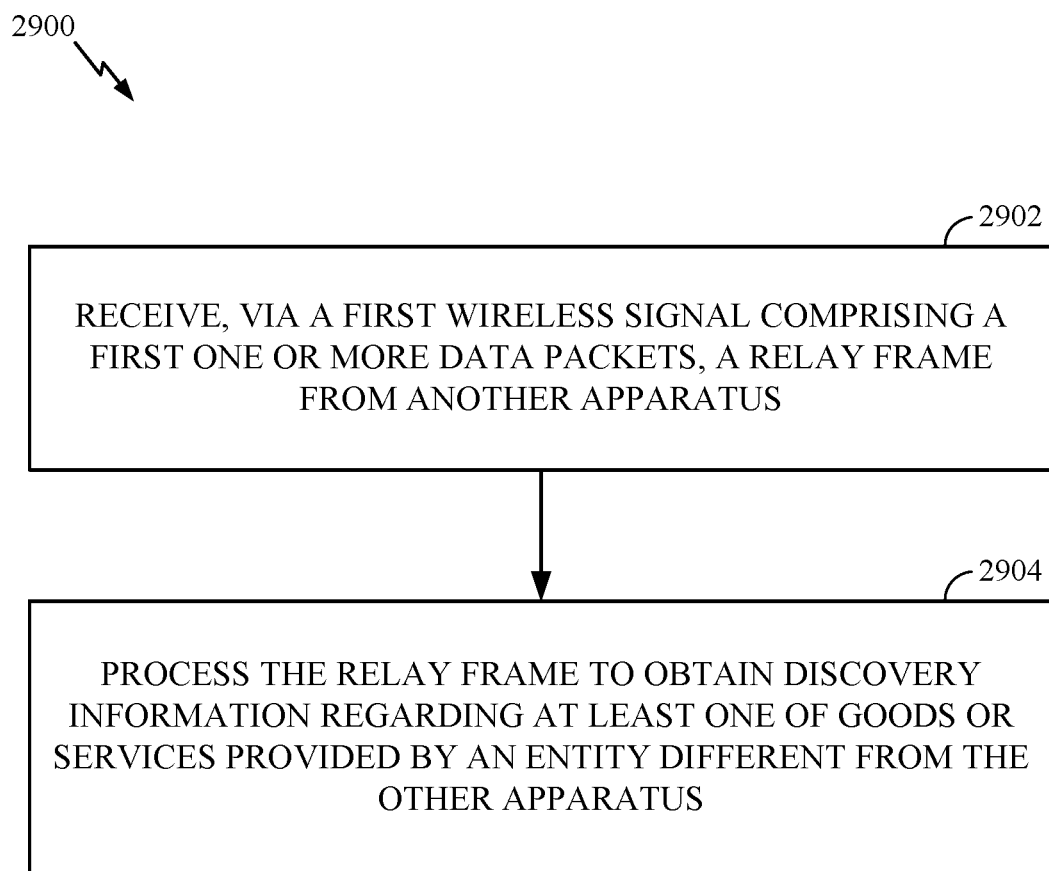 2900
2902
RECEIVE, VIA A FIRST WIRELESS SIGNAL COMPRISING A
FIRST ONE OR MORE DATA PACKETS, A RELAY FRAME
FROM ANOTHER APPARATUS
2904
PROCESS THE RELAY FRAME TO OBTAIN DISCOVERY
INFORMATION REGARDING AT LEAST ONE OF GOODS OR
SERVICES PROVIDED BY AN ENTITY DIFFERENT FROM THE
OTHER APPARATUS